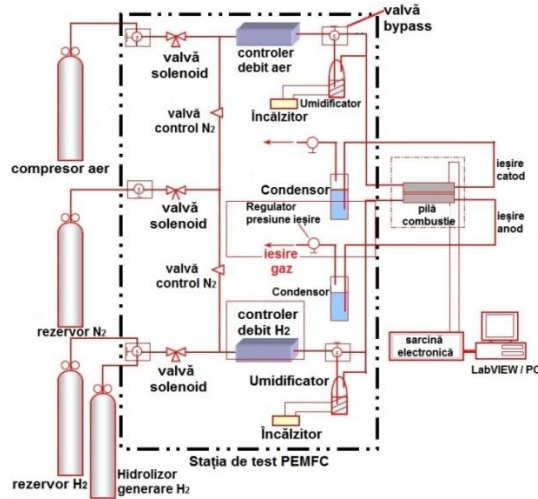 valvă
bypass
valvă
solenoid
controler
debit aer
Umidificator
Încălzitor
valvă
control N2
compresor aer
ieșire
catod
Condensor
pilă
combustie
valvă
solenoid
Regulator
presiune ieșire
ieșire
anod
iesire
gaz
valvă
control N2
Condensor
rezervor N2
controler
debit H2
sarcină
electronică
LabVIEW / PC
valvă
solenoid
Umidificator
Încălzitor
rezervor H2
Hidrolizor
generare H2
Stația de test PEMFC